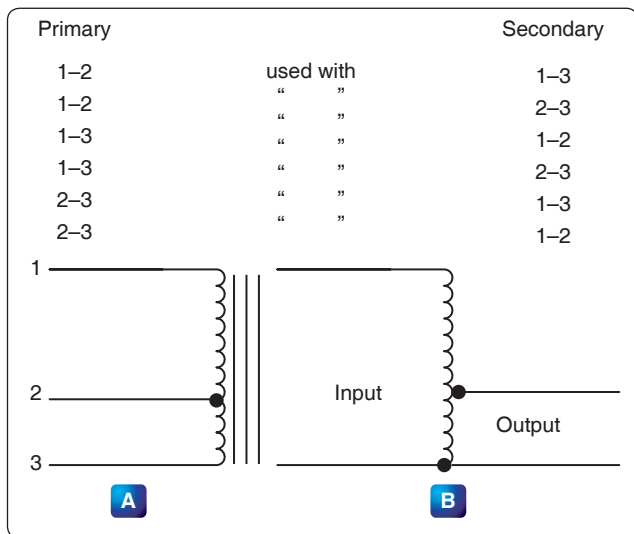 Primary Secondary
1–2 used with 1–3
1–2 “ ” 2–3
1–3 “ ” 1–2
1–3 “ ” 2–3
2–3 “ ” 1–3
2–3 “ ” 1–2
“ ”
1
2 Input
Output
3
A B